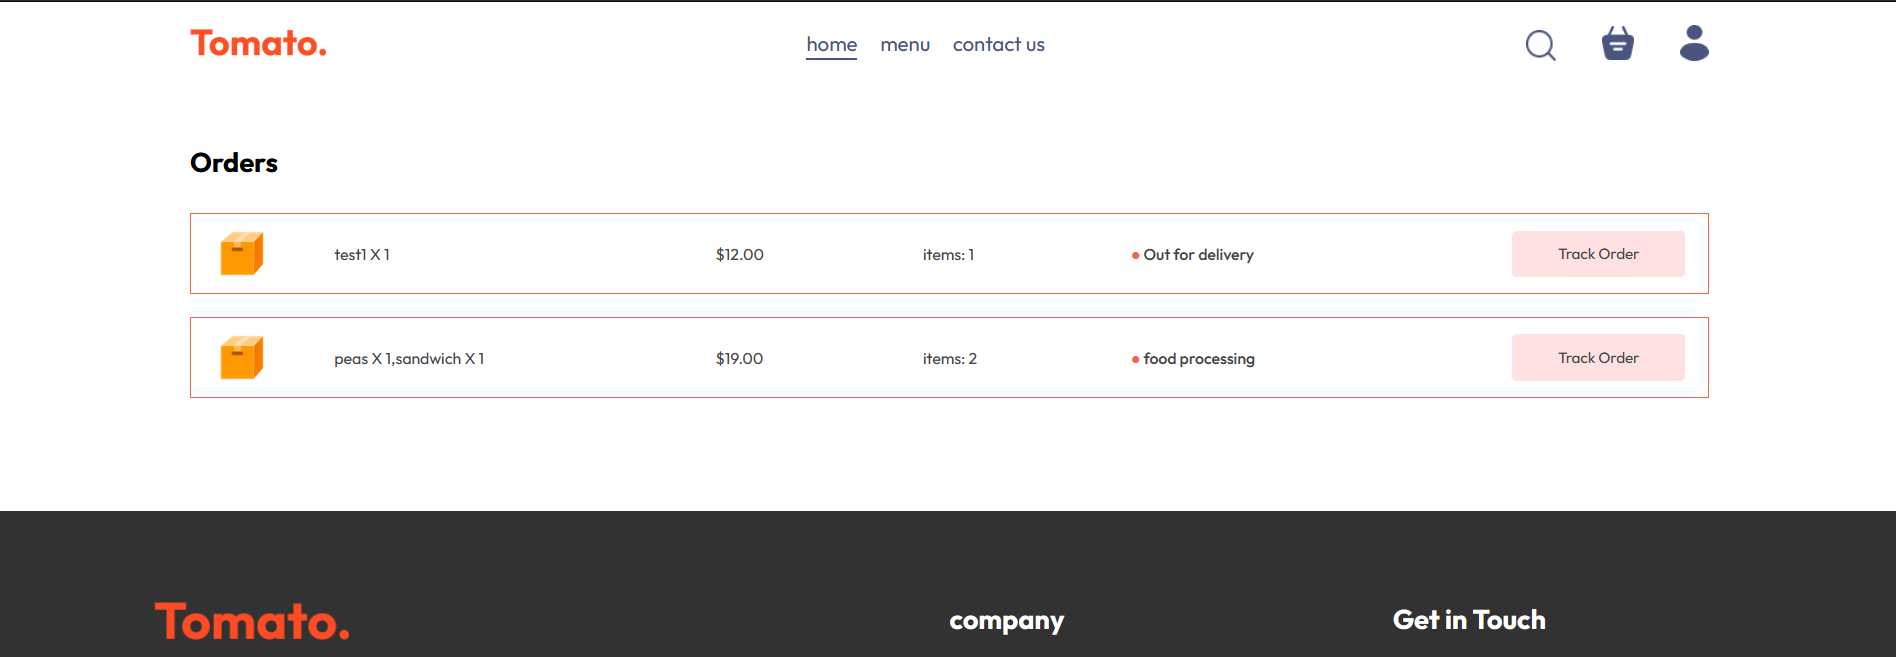 Tomato.
home menu contact us
Orders
test1 X 1 $12.00 items: 1 Out for delivery Track Order
peas X 1,sandwich X 1 $19.00 items: 2 food processing Track Order
Tomato. company Get in Touch